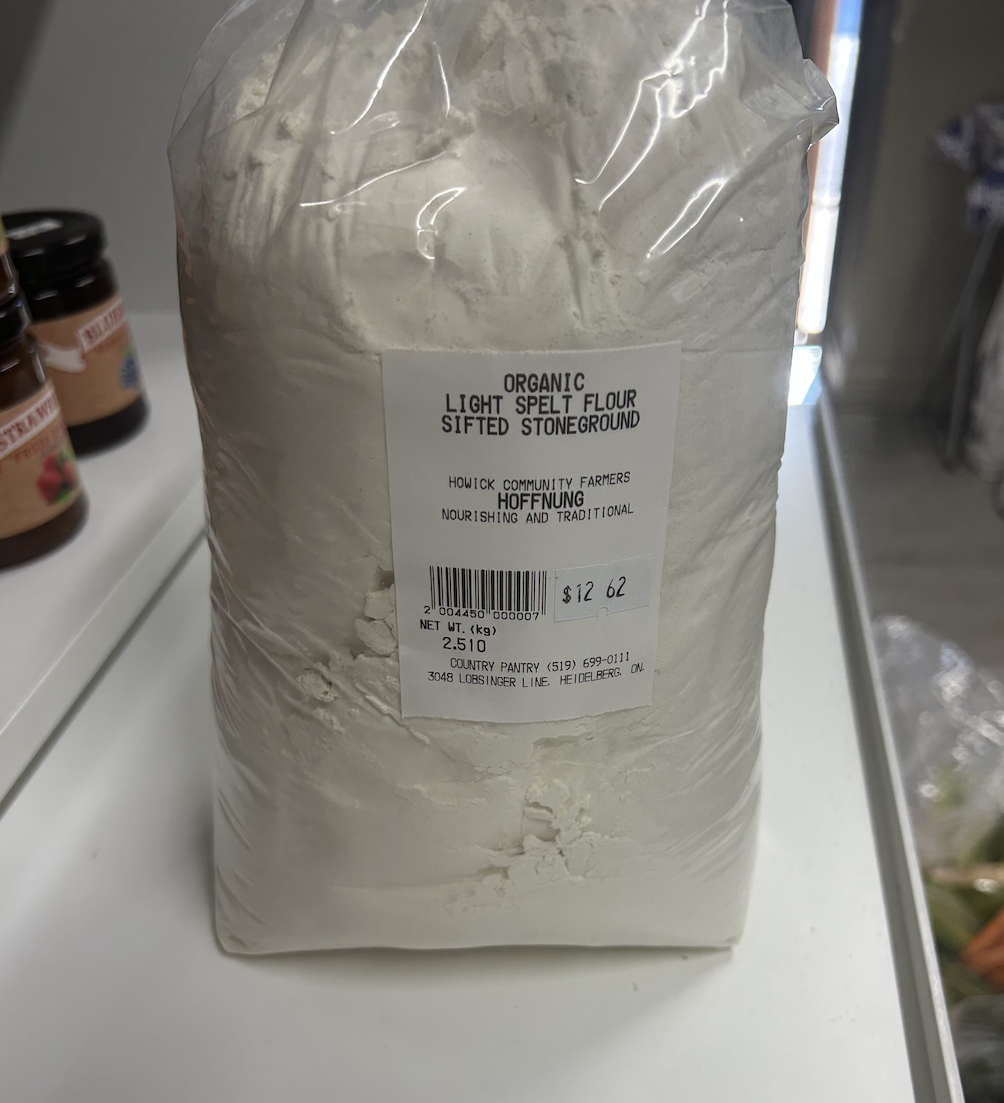 ORGANIC
LIGHT SPELT FLOUR
SIFTED STONEGROUND
HOWICK COMMUNITY FARMERS
HOFFNUNG
NOURISHING AND TRADITIONAL
$12 62
2 004450 000007
NET WT. (kg)
2.510
COUNTRY PANTRY (519) 699-0111
3048 LOBSINGER LINE, HEIDELBERG, ON.